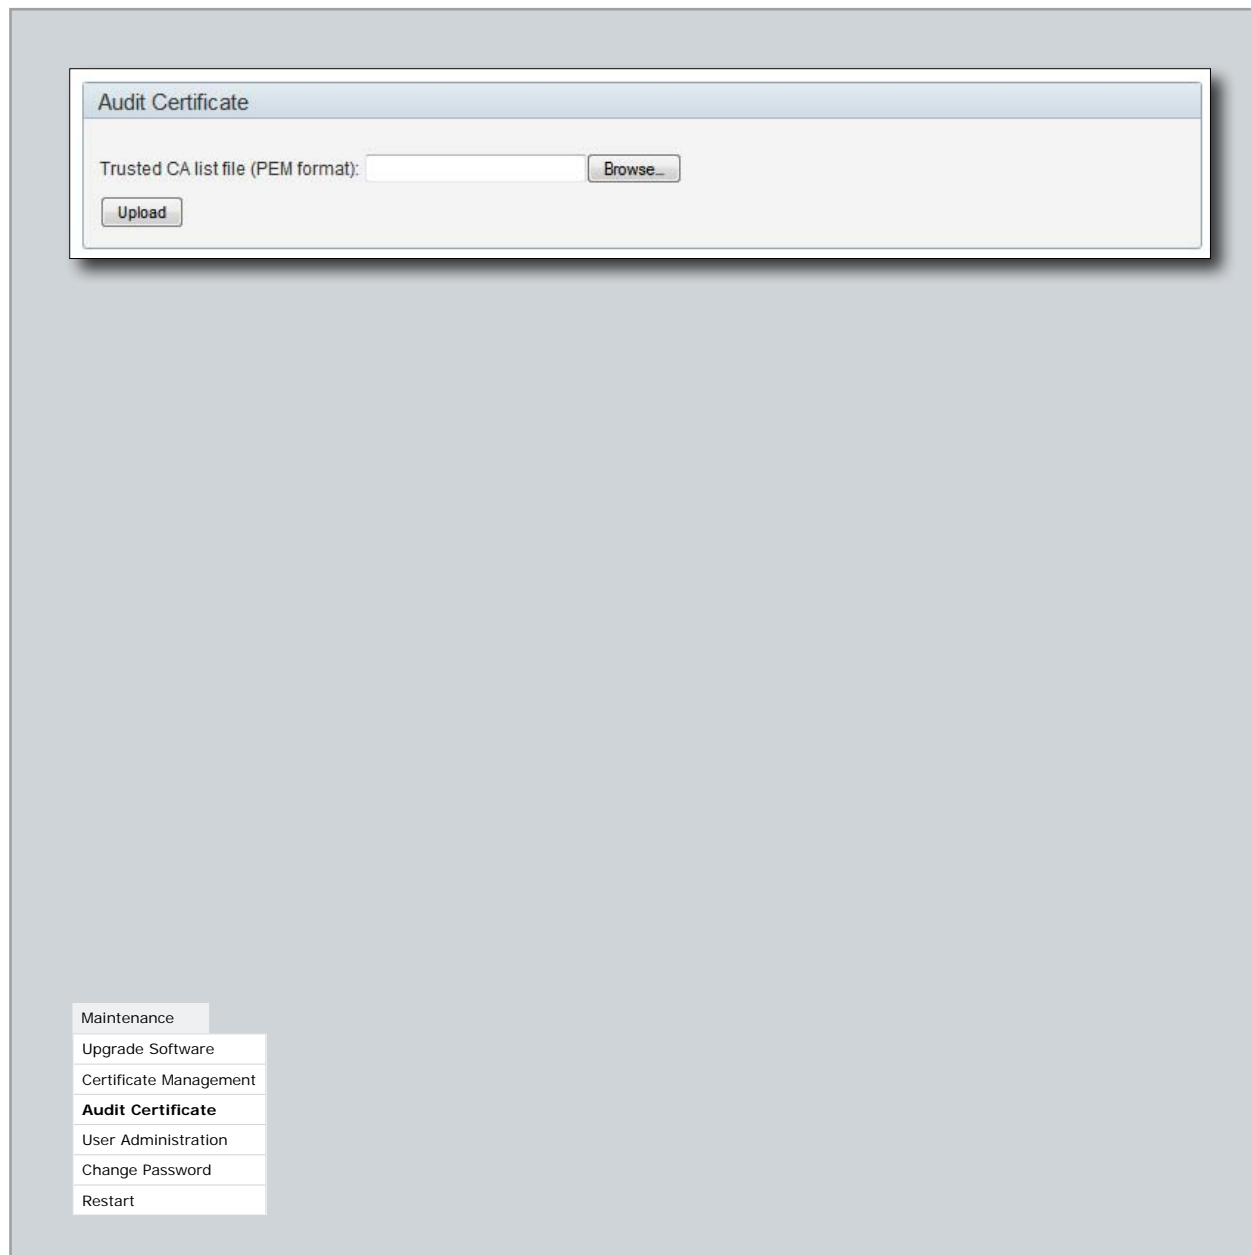 Audit Certificate
Trusted CA list file (PEM format): Browse...
Upload
Maintenance
Upgrade Software
Certificate Management
Audit Certificate
User Administration
Change Password
Restart